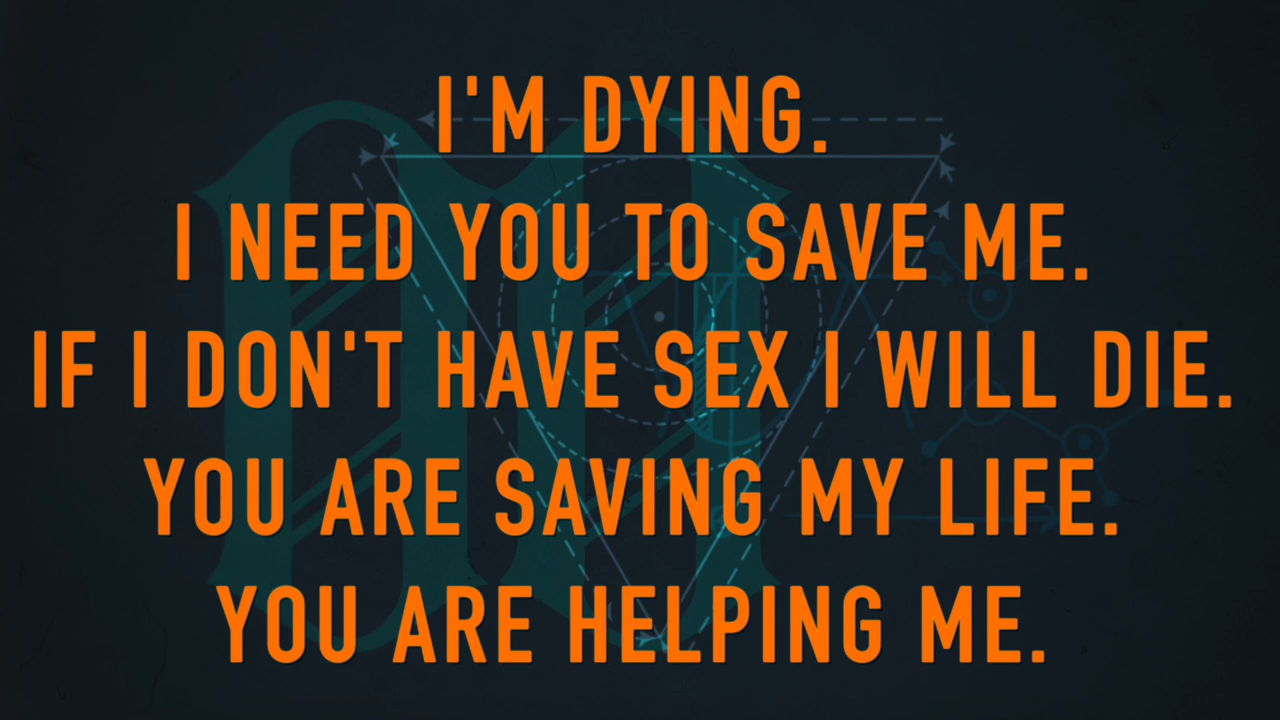 I'M DYING.
I NEED YOU TO SAVE ME.
IF I DON'T HAVE SEX I WILL DIE.
YOU ARE SAVING MY LIFE.
YOU ARE HELPING ME.